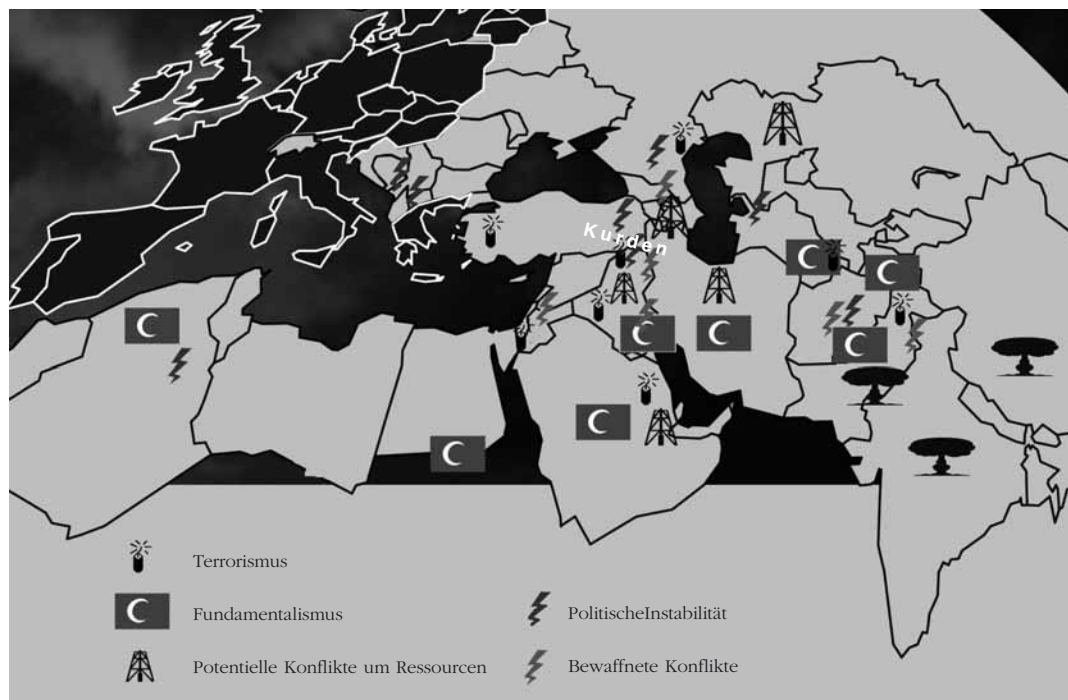 Kurden
Terrorismus
Fundamentalismus
PolitischeInstabilität
Potentielle Konflikte um Ressourcen
Bewaffnete Konflikte